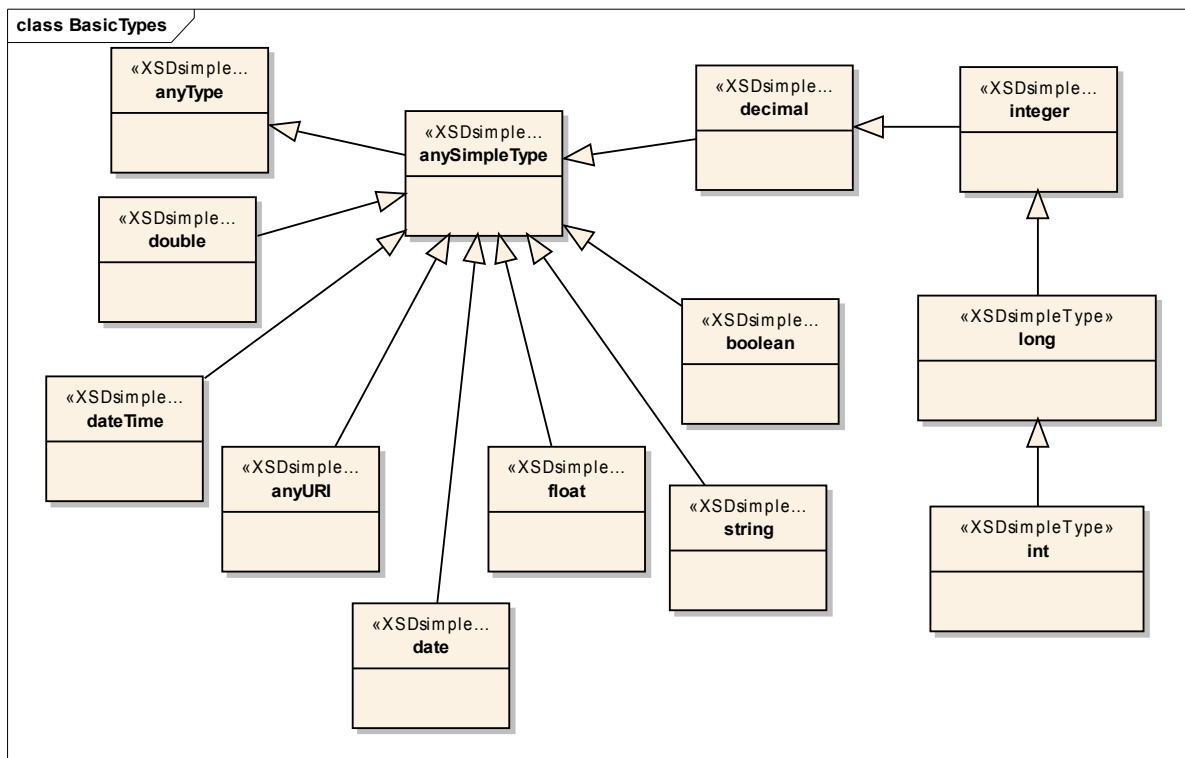 class BasicTypes
«XSDsimple...
anyType
«XSDsimple...
anySimpleType
«XSDsimple...
decimal
«XSDsimple...
integer
«XSDsimple...
double
«XSDsimple...
boolean
«XSDsimpleType»
long
«XSDsimple...
dateTime
«XSDsimple...
anyURI
«XSDsimple...
float
«XSDsimple...
string
«XSDsimpleType»
int
«XSDsimple...
date